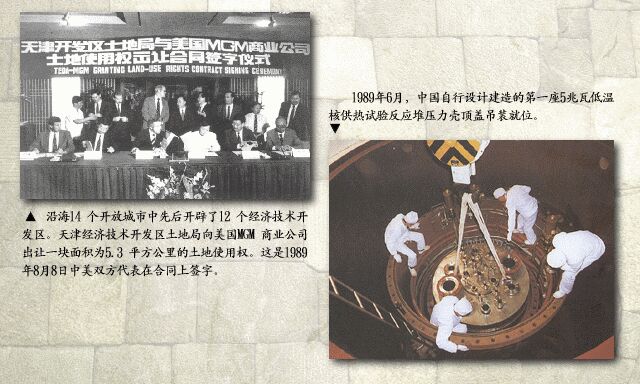 天津开发区土地局与美国MGM商业公司
土地使用权出让合同签字仪式
TEDA-MGM GRANTING LAND-USE RIGHTS CONTRACT SIGNING CEREMONY
▲ 沿海14 个开放城市中先后开辟了12 个经济技术开
发区。天津经济技术开发区土地局向美国MGM 商业公司
出让一块面积为5.3 平方公里的土地使用权。这是1989
年8月8日中美双方代表在合同上签字。
1989年6月，中国自行设计建造的第一座5兆瓦低温
核供热试验反应堆压力壳顶盖吊装就位。
▼